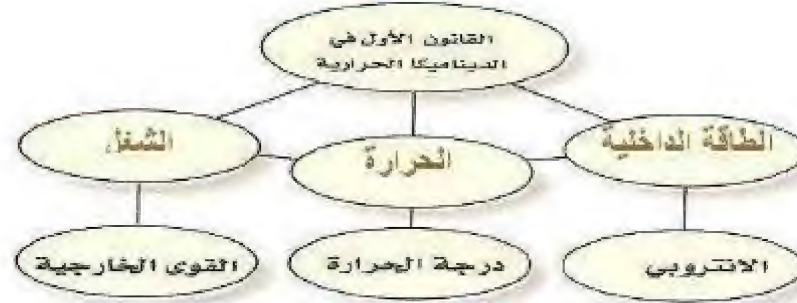 القانون الأول في
الديناميكا الحرارية
الطاقة الداخلية
الحرارة
الشغل
الانتروبي
درجة الحرارة
القوى الخارجية